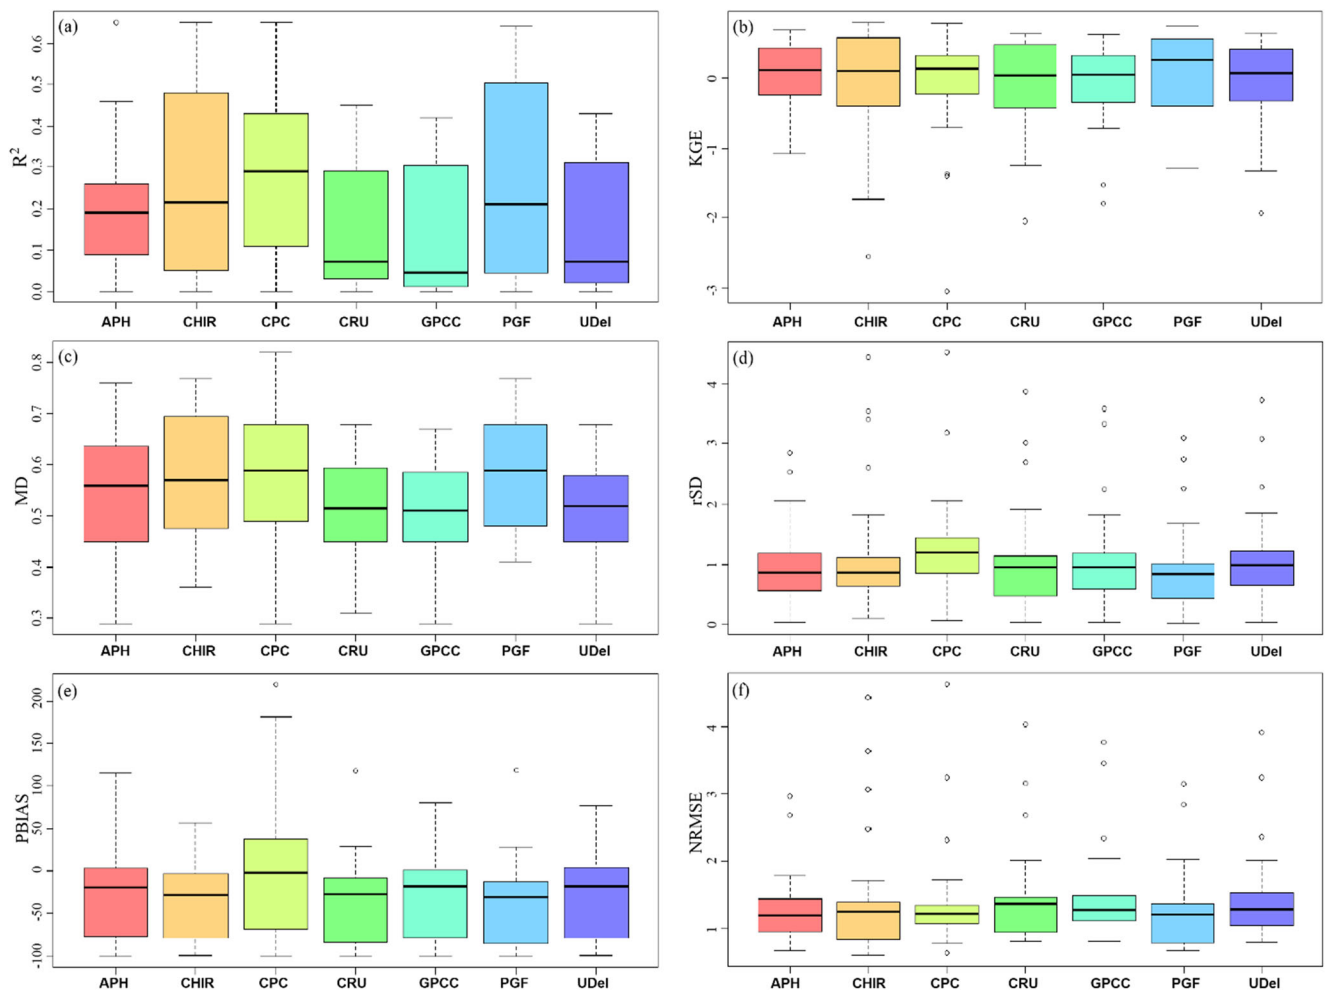 (a)
R²
0.0 0.1 0.2 0.3 0.4 0.5 0.6
APH CHIR CPC CRU GPCC PGF UDel
(b)
KGE
-3 -2 -1 0
APH CHIR CPC CRU GPCC PGF UDel
(c)
MD
0.3 0.4 0.5 0.6 0.7 0.8
APH CHIR CPC CRU GPCC PGF UDel
(d)
rSD
0 1 2 3 4
APH CHIR CPC CRU GPCC PGF UDel
(e)
PBIAS
-100 -50 0 50 100 150 200
APH CHIR CPC CRU GPCC PGF UDel
(f)
NRMSE
1 2 3 4
APH CHIR CPC CRU GPCC PGF UDel